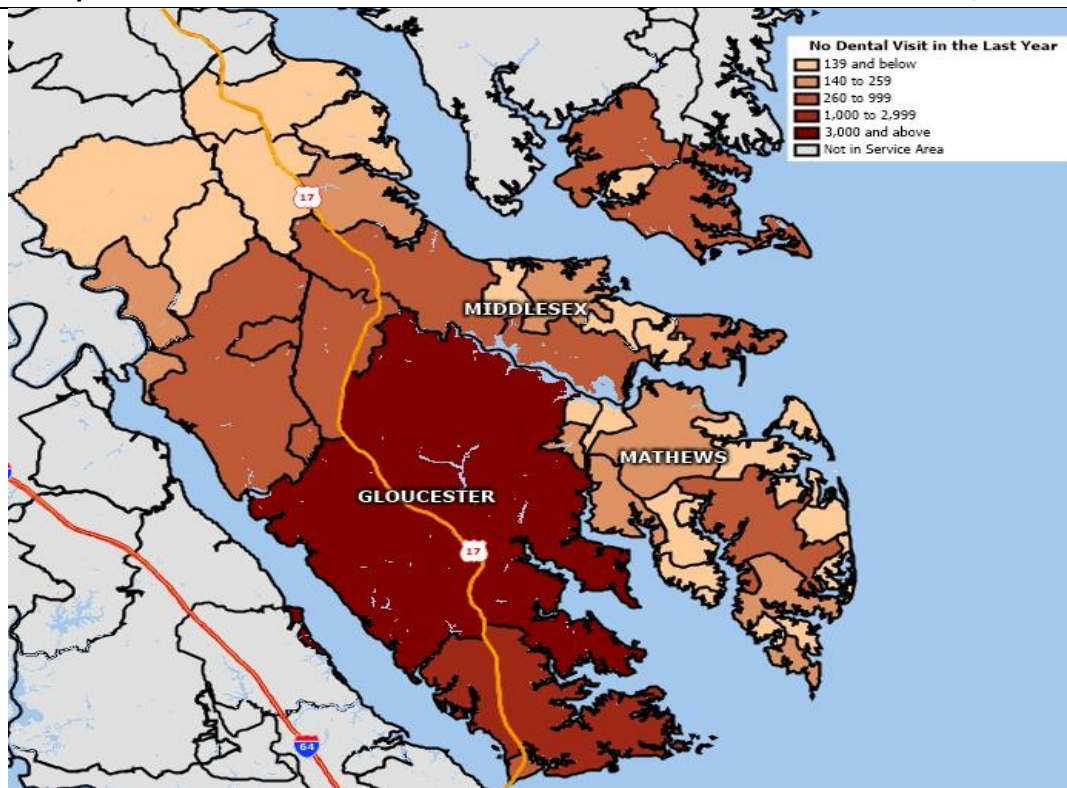 No Dental Visit in the Last Year
139 and below
140 to 259
260 to 999
1,000 to 2,999
3,000 and above
Not in Service Area
17
MIDDLESEX
MATHEWS
GLOUCESTER
17
64